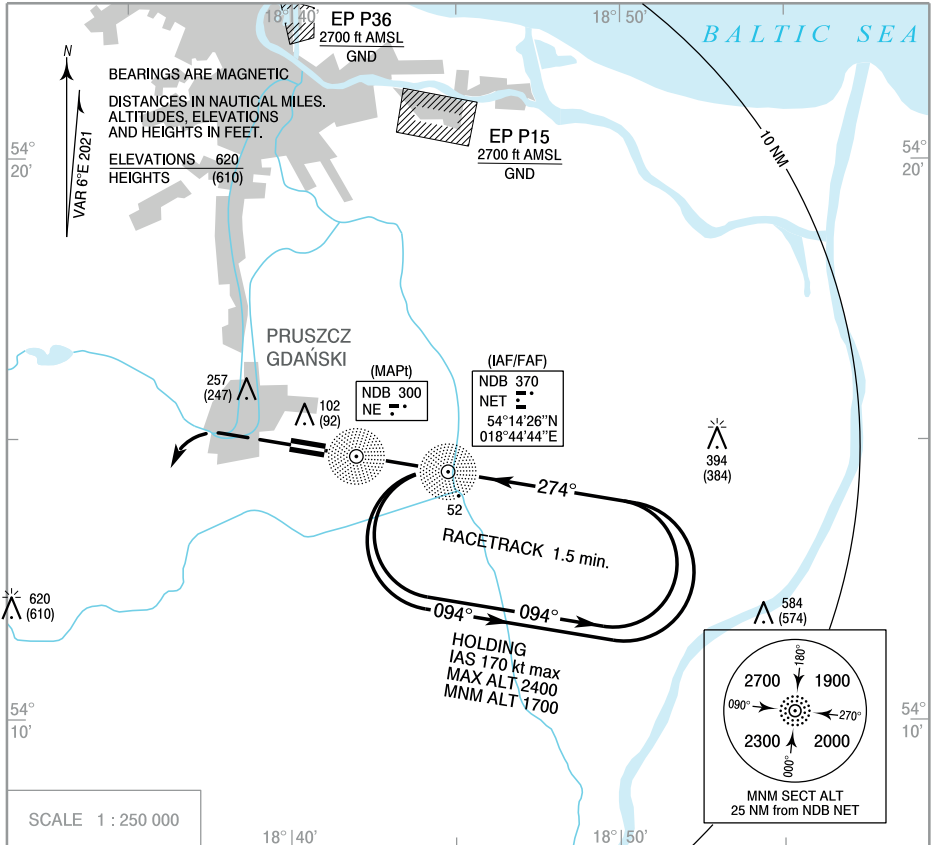 18° 40'
EP P36
2700 ft AMSL
GND
18° 50'
BALTIC SEA
N
VAR 6°E 2021
BEARINGS ARE MAGNETIC
DISTANCES IN NAUTICAL MILES.
ALTITUDES, ELEVATIONS
AND HEIGHTS IN FEET.
ELEVATIONS 620
HEIGHTS (610)
54°
20'
EP P15
2700 ft AMSL
GND
10 NM
54°
20'
PRUSZCZ
GDAŃSKI
257
(247)
102
(92)
(MAPt)
NDB 300
NE
(IAF/FAF)
NDB 370
NET
54°14'26"N
018°44'44"E
394
(384)
274°
52
RACETRACK 1.5 min.
620
(610)
094°
094°
HOLDING
IAS 170 kt max
MAX ALT 2400
MNM ALT 1700
584
(574)
54°
10'
180°
2700
1900
090°
270°
2300
2000
000°
MNM SECT ALT
25 NM from NDB NET
54°
10'
SCALE 1 : 250 000
18° 40'
18° 50'